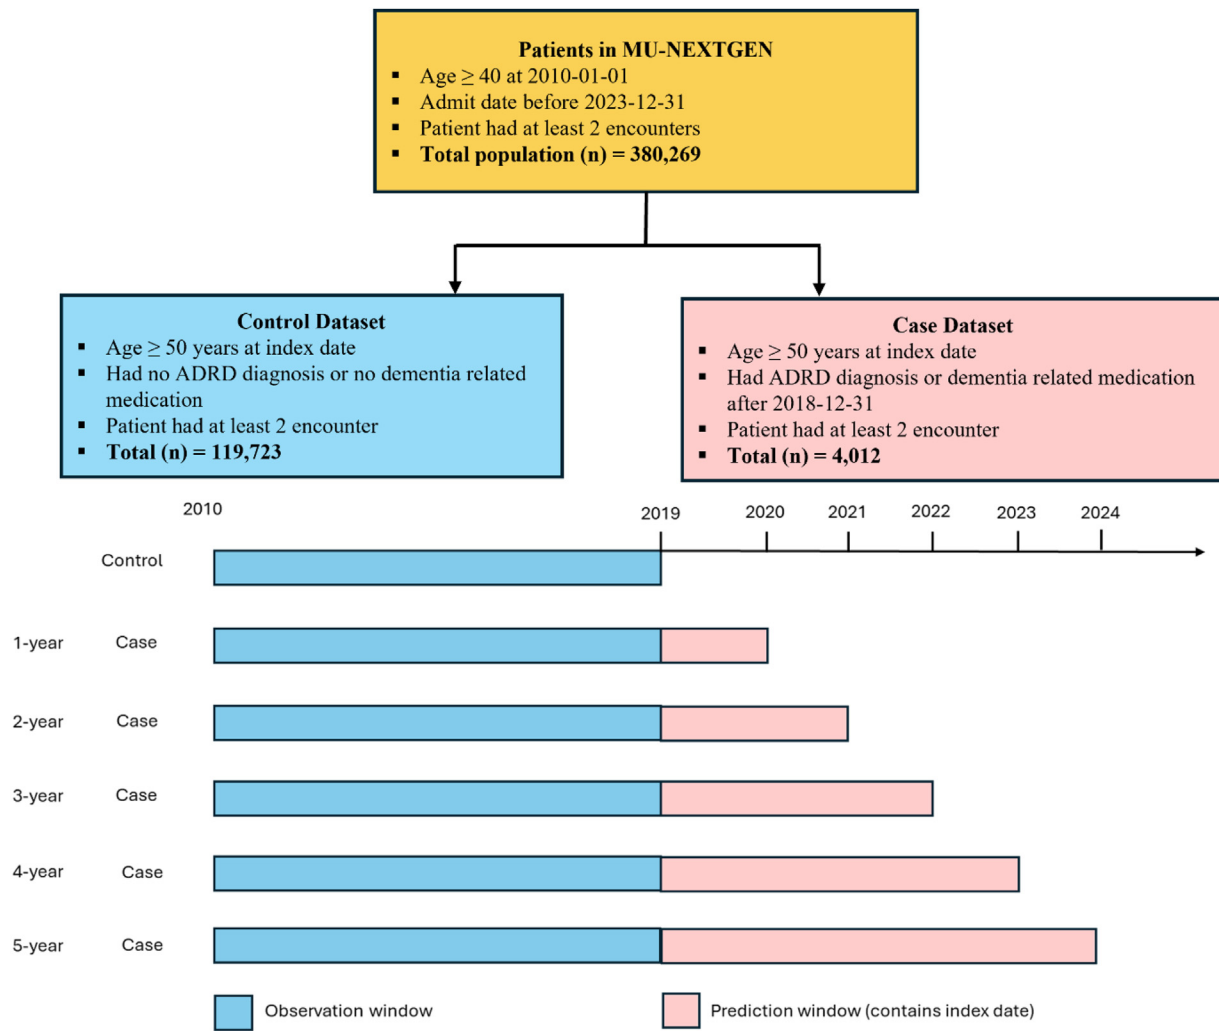 Patients in MU-NEXTGEN
▪ Age ≥ 40 at 2010-01-01
▪ Admit date before 2023-12-31
▪ Patient had at least 2 encounters
▪ Total population (n) = 380,269
Control Dataset
▪ Age ≥ 50 years at index date
▪ Had no ADRD diagnosis or no dementia related
medication
▪ Patient had at least 2 encounter
▪ Total (n) = 119,723
Case Dataset
▪ Age ≥ 50 years at index date
▪ Had ADRD diagnosis or dementia related medication
after 2018-12-31
▪ Patient had at least 2 encounter
▪ Total (n) = 4,012
2010 2019 2020 2021 2022 2023 2024
Control
1-year Case
2-year Case
3-year Case
4-year Case
5-year Case
Observation window
Prediction window (contains index date)